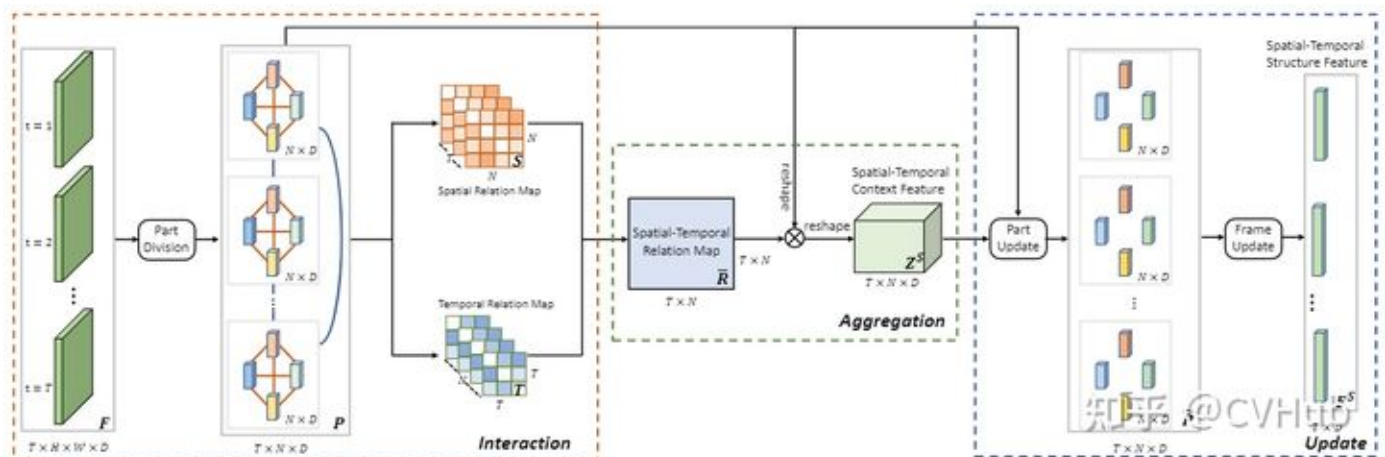 t = 1
t = 2
t = T
F
T × H × W × D
Part
Division
N × D
N × D
N × D
P
T × N × D
T
N
N
S
Spatial Relation Map
Temporal Relation Map
N
T
T
T
Interaction
Spatial-Temporal
Relation Map
R̄
T × N
T × N
reshape
reshape
Spatial-Temporal
Context Feature
Z^S
T × N × D
Aggregation
Part
Update
N × D
N × D
N × D
T × N × D
Frame
Update
Spatial-Temporal
Structure Feature
F^S
T × D
Update
知乎 @CVHub